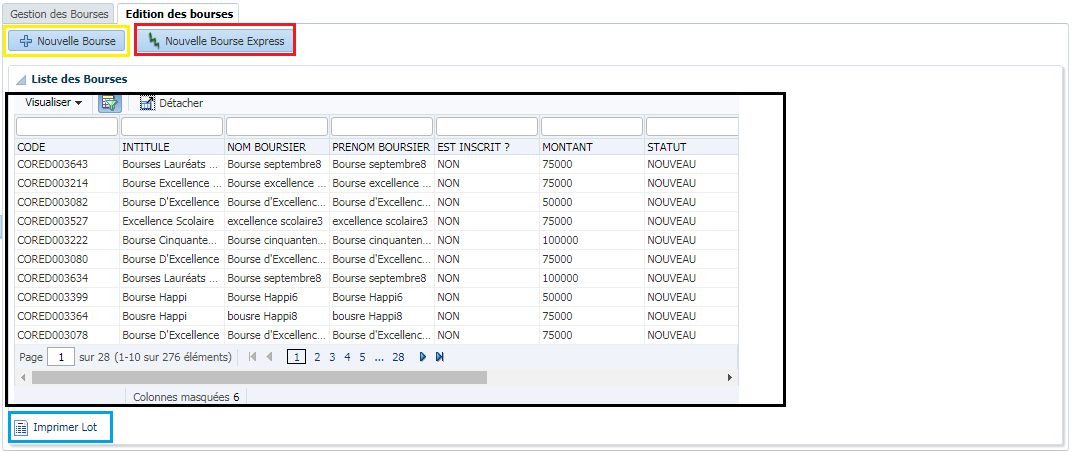 Gestion des Bourses Edition des bourses
Nouvelle Bourse Nouvelle Bourse Express
Liste des Bourses
Visualiser Détacher
CODE INTITULE NOM BOURSIER PRENOM BOURSIER EST INSCRIT ? MONTANT STATUT
CORED003643 Bourses Lauréats ... Bourse septembre8 Bourse septembre8 NON 75000 NOUVEAU
CORED003214 Bourse Excellence ... Bourse excellence ... Bourse excellence ... NON 75000 NOUVEAU
CORED003082 Bourse D'Excellence Bourse d'Excellenc... Bourse d'Excellenc... NON 50000 NOUVEAU
CORED003527 Excellence Scolaire excellence scolaire3 excellence scolaire3 NON 75000 NOUVEAU
CORED003222 Bourse Cinquante... Bourse cinquanten... Bourse cinquanten... NON 100000 NOUVEAU
CORED003080 Bourse D'Excellence Bourse d'Excellenc... Bourse d'Excellenc... NON 75000 NOUVEAU
CORED003634 Bourses Lauréats ... Bourse septembre8 Bourse septembre8 NON 100000 NOUVEAU
CORED003399 Bourse Happi Bourse Happi6 Bourse Happi6 NON 50000 NOUVEAU
CORED003364 Bousre Happi bousre Happi8 bousre Happi8 NON 75000 NOUVEAU
CORED003078 Bourse D'Excellence Bourse d'Excellenc... Bourse d'Excellenc... NON 75000 NOUVEAU
Page 1 sur 28 (1-10 sur 276 éléments) 1 2 3 4 5 ... 28
Colonnes masquées 6
Imprimer Lot